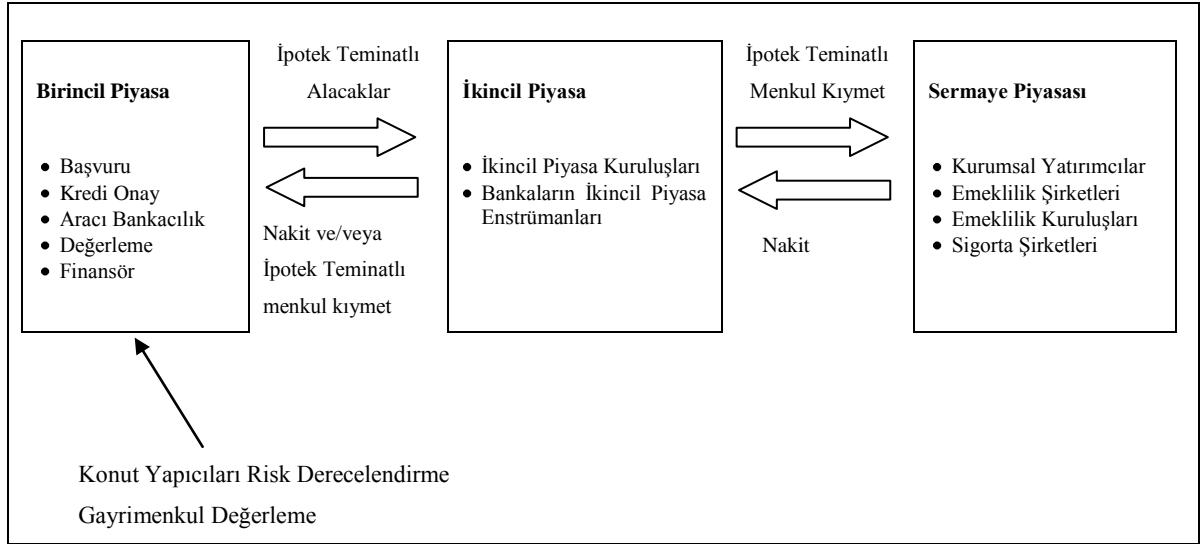 Birincil Piyasa
• Başvuru
• Kredi Onay
• Aracı Bankacılık
• Değerleme
• Finansör
İpotek Teminatlı
Alacaklar
Nakit ve/veya
İpotek Teminatlı
menkul kıymet
İkincil Piyasa
• İkincil Piyasa Kuruluşları
• Bankaların İkincil Piyasa
Enstrümanları
İpotek Teminatlı
Menkul Kıymet
Nakit
Sermaye Piyasası
• Kurumsal Yatırımcılar
• Emeklilik Şirketleri
• Emeklilik Kuruluşları
• Sigorta Şirketleri
Konut Yapıcıları Risk Derecelendirme
Gayrimenkul Değerleme